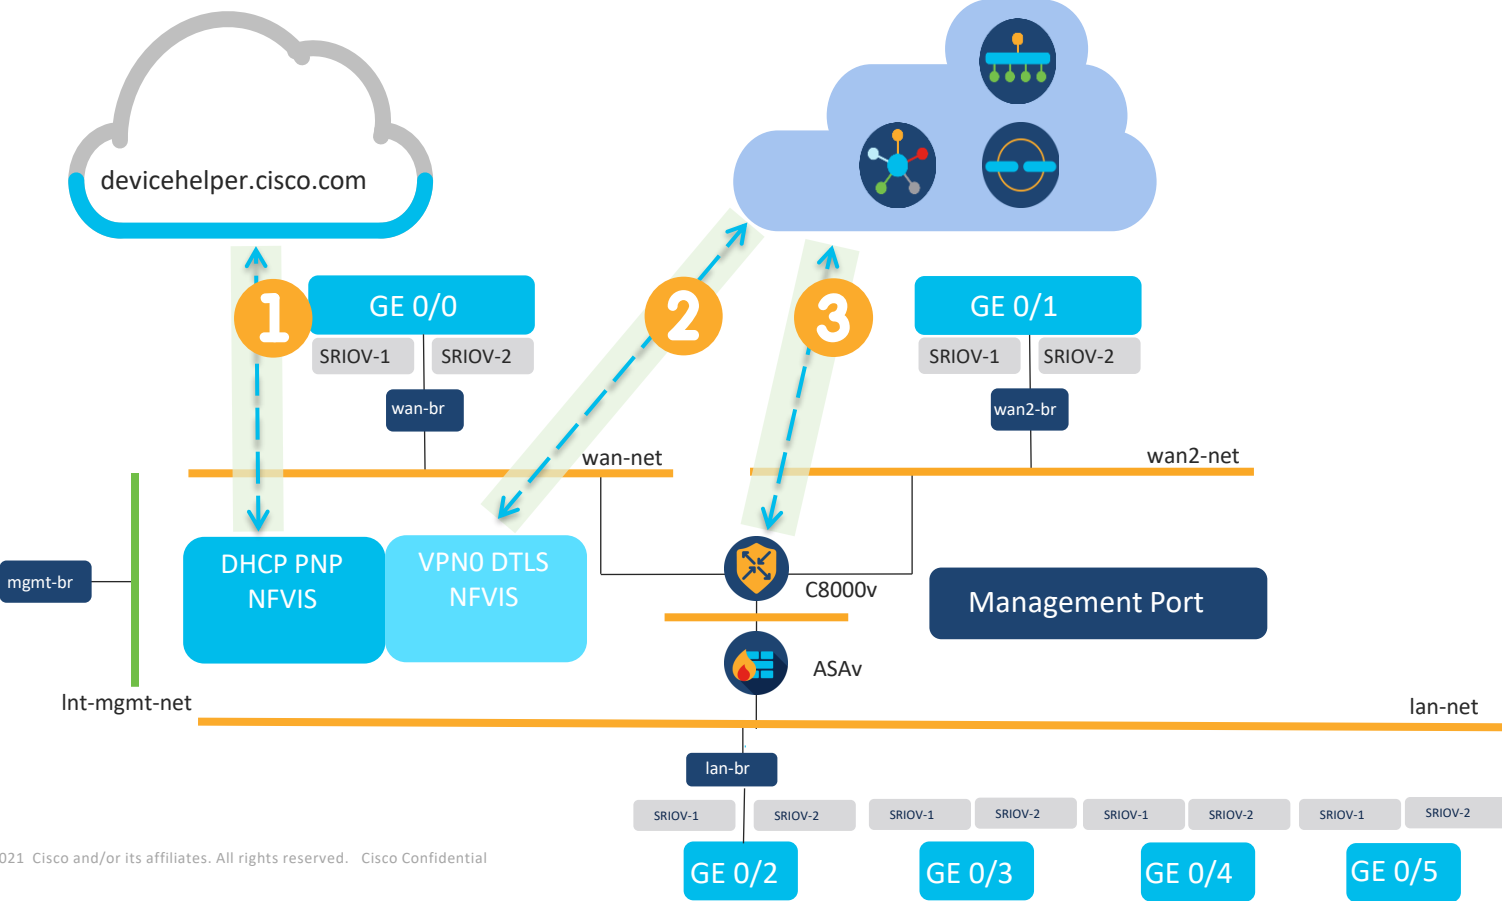 devicehelper.cisco.com
1
2
3
GE 0/0
GE 0/1
SRIOV-1
SRIOV-2
SRIOV-1
SRIOV-2
wan-br
wan2-br
wan-net
wan2-net
DHCP PNP
NFVIS
VPN0 DTLS
NFVIS
mgmt-br
C8000v
Management Port
ASAv
Int-mgmt-net
lan-net
lan-br
SRIOV-1
SRIOV-2
SRIOV-1
SRIOV-2
SRIOV-1
SRIOV-2
SRIOV-1
SRIOV-2
021 Cisco and/or its affiliates. All rights reserved. Cisco Confidential
GE 0/2
GE 0/3
GE 0/4
GE 0/5